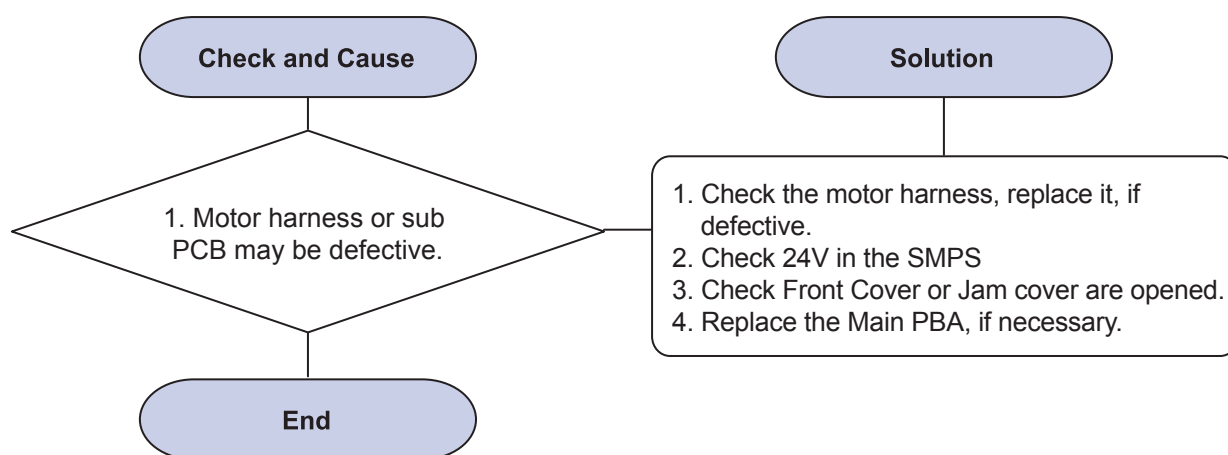 Check and Cause
Solution
1. Motor harness or sub
PCB may be defective.
1. Check the motor harness, replace it, if
defective.
2. Check 24V in the SMPS
3. Check Front Cover or Jam cover are opened.
4. Replace the Main PBA, if necessary.
End